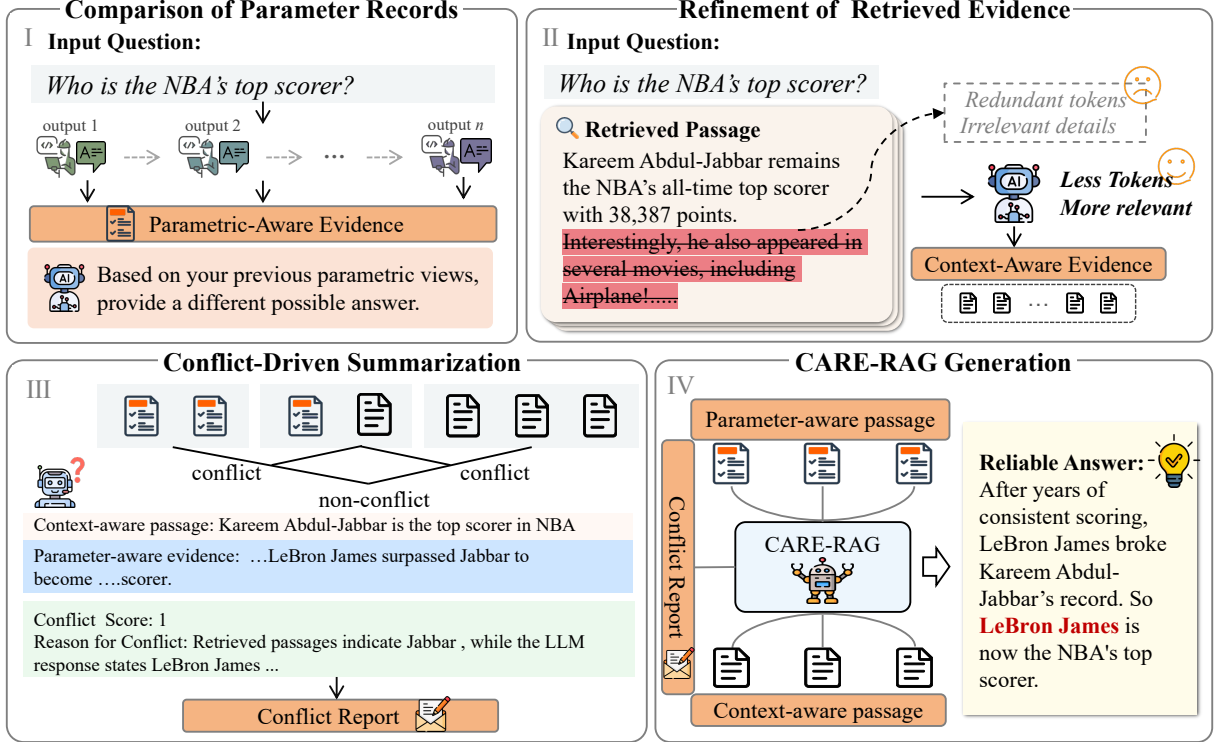 Comparison of Parameter Records
I
Input Question:
Who is the NBA's top scorer?
output 1
output 2
output n
...
Parametric-Aware Evidence
AI
Based on your previous parametric views,
provide a different possible answer.
Refinement of Retrieved Evidence
II
Input Question:
Who is the NBA's top scorer?
Retrieved Passage
Kareem Abdul-Jabbar remains
the NBA's all-time top scorer
with 38,387 points.
Interestingly, he also appeared in
several movies, including
Airplane!.....
Redundant tokens
Irrelevant details
AI
Less Tokens
More relevant
Context-Aware Evidence
...
Conflict-Driven Summarization
III
conflict
conflict
non-conflict
?
Context-aware passage: Kareem Abdul-Jabbar is the top scorer in NBA
Parameter-aware evidence: …LeBron James surpassed Jabbar to
become ….scorer.
Conflict Score: 1
Reason for Conflict: Retrieved passages indicate Jabbar , while the LLM
response states LeBron James ...
Conflict Report
CARE-RAG Generation
IV
Parameter-aware passage
Conflict Report
CARE-RAG
Context-aware passage
Reliable Answer:
After years of
consistent scoring,
LeBron James broke
Kareem Abdul-
Jabbar's record. So
LeBron James is
now the NBA's top
scorer.